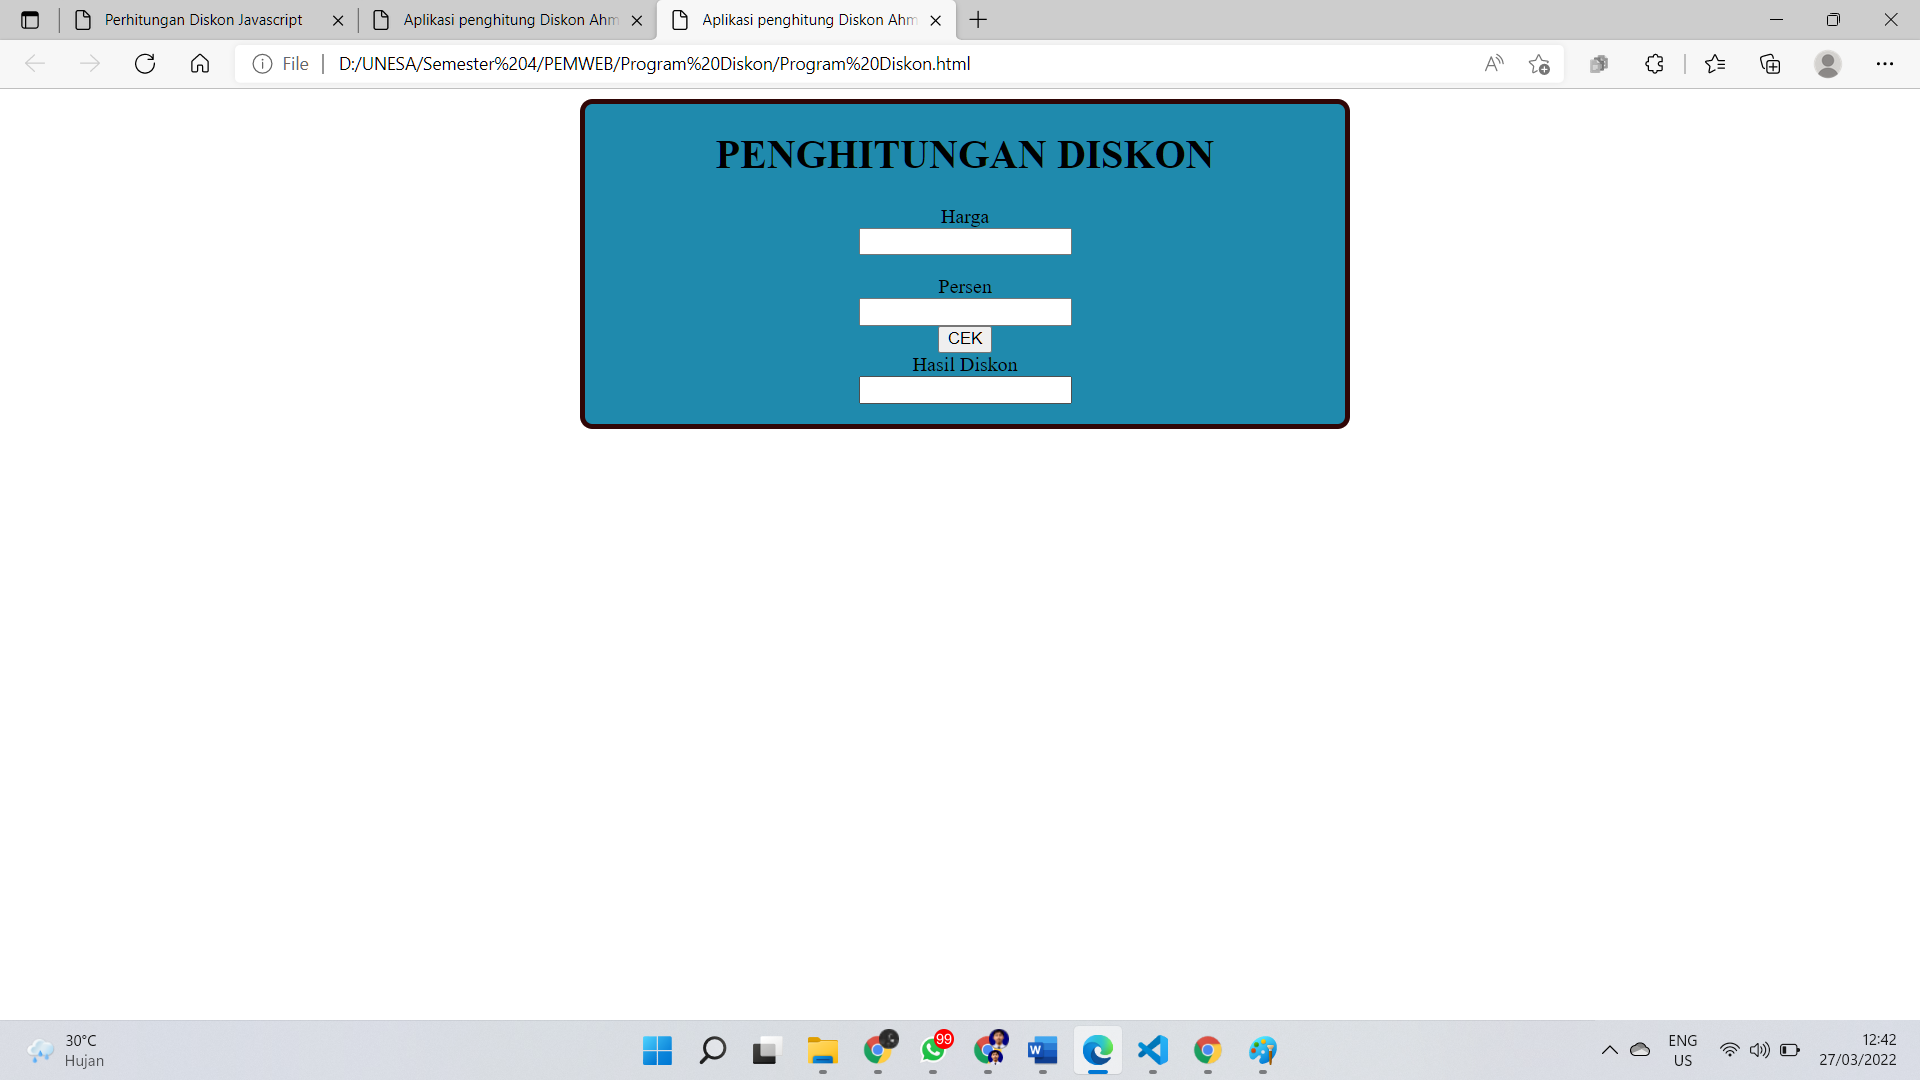 Perhitungan Diskon Javascript
Aplikasi penghitung Diskon Ahm
Aplikasi penghitung Diskon Ahm
File
D:/UNESA/Semester%204/PEMWEB/Program%20Diskon/Program%20Diskon.html
PENGHITUNGAN DISKON
Harga
Persen
CEK
Hasil Diskon
30°C
Hujan
99
W
ENG
US
12:42
27/03/2022